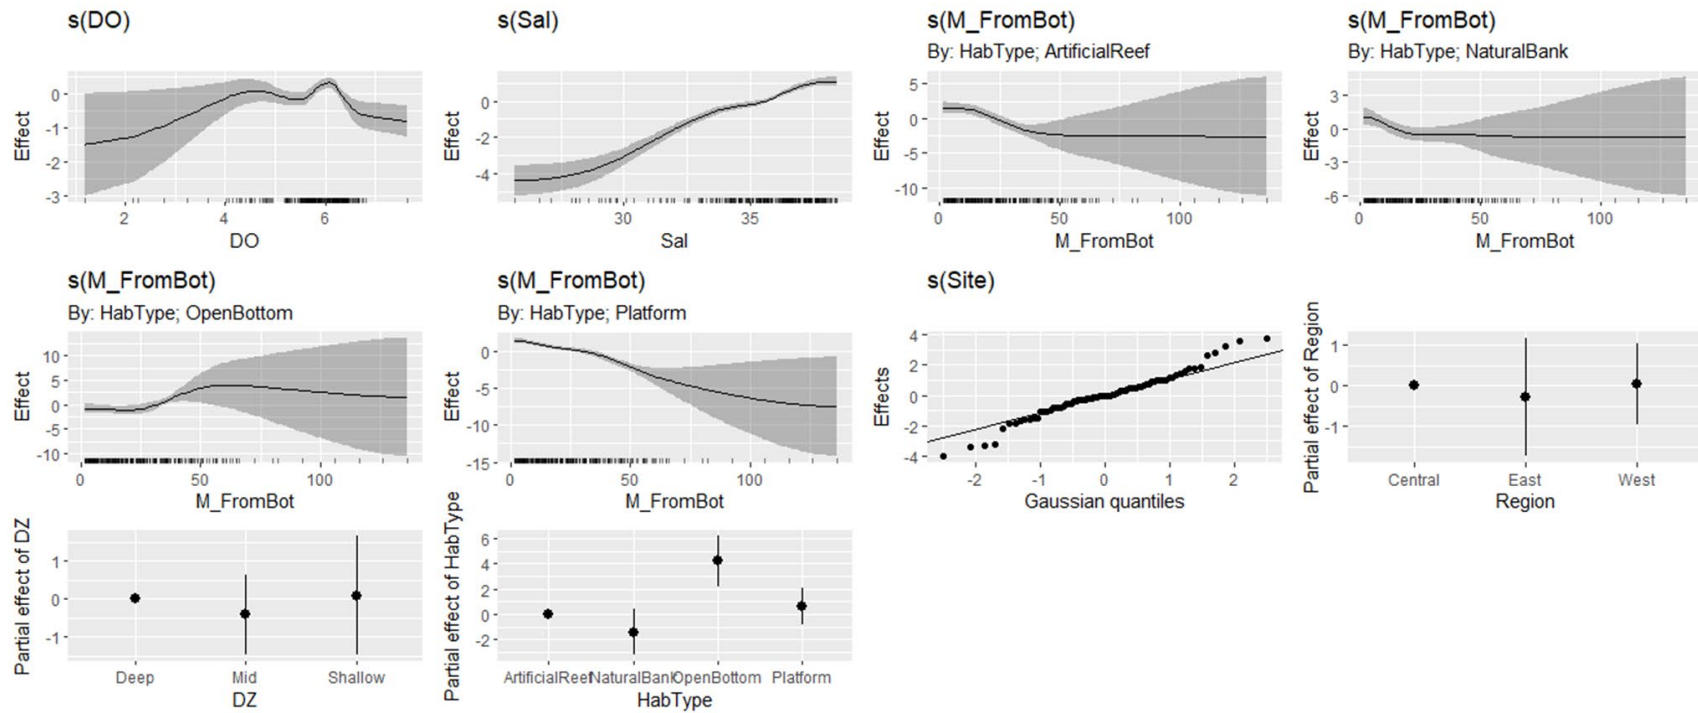 s(DO)
Effect
0
-1
-2
-3
2 4 6
DO
s(Sal)
Effect
0
-2
-4
30 35
Sal
s(M_FromBot)
By: HabType; ArtificialReef
Effect
5
0
-5
-10
0 50 100
M_FromBot
s(M_FromBot)
By: HabType; NaturalBank
Effect
3
0
-3
-6
0 50 100
M_FromBot
s(M_FromBot)
By: HabType; OpenBottom
Effect
10
5
0
-5
-10
0 50 100
M_FromBot
s(M_FromBot)
By: HabType; Platform
Effect
0
-5
-10
-15
0 50 100
M_FromBot
s(Site)
Effects
4
2
0
-2
-4
-2 -1 0 1 2
Gaussian quantiles
Partial effect of Region
1
0
-1
Central East West
Region
Partial effect of DZ
1
0
-1
Deep Mid Shallow
DZ
Partial effect of HabType
6
4
2
0
-2
ArtificialReef NaturalBank OpenBottom Platform
HabType